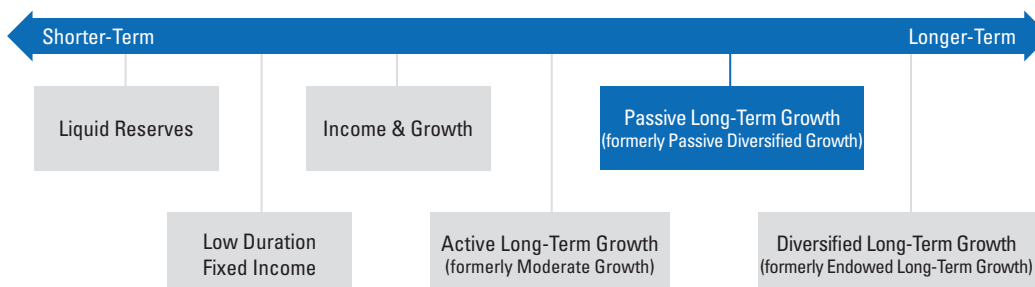 Shorter-Term
Longer-Term
Liquid Reserves
Income & Growth
Passive Long-Term Growth
(formerly Passive Diversified Growth)
Low Duration
Fixed Income
Active Long-Term Growth
(formerly Moderate Growth)
Diversified Long-Term Growth
(formerly Endowed Long-Term Growth)